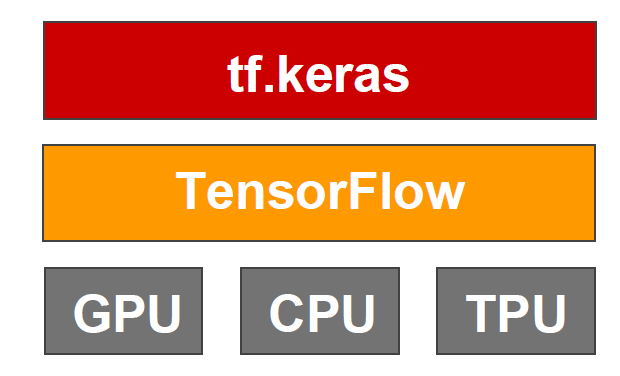 tf.keras
TensorFlow
GPU CPU TPU